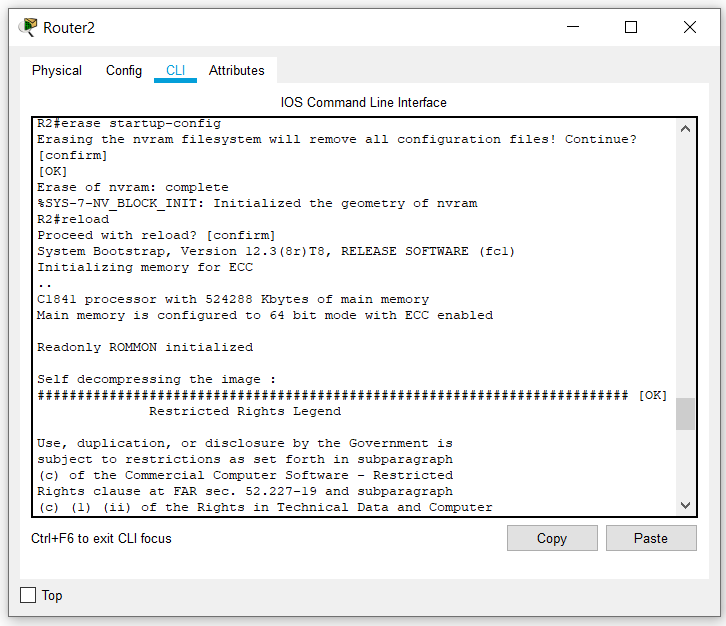 Router2
Physical Config CLI Attributes
IOS Command Line Interface
R2#erase startup-config
Erasing the nvram filesystem will remove all configuration files! Continue?
[confirm]
[OK]
Erase of nvram: complete
%SYS-7-NV_BLOCK_INIT: Initialized the geometry of nvram
R2#reload
Proceed with reload? [confirm]
System Bootstrap, Version 12.3(8r)T8, RELEASE SOFTWARE (fc1)
Initializing memory for ECC
..
C1841 processor with 524288 Kbytes of main memory
Main memory is configured to 64 bit mode with ECC enabled
Readonly ROMMON initialized
Self decompressing the image :
########################################################################## [OK]
Restricted Rights Legend
Use, duplication, or disclosure by the Government is
subject to restrictions as set forth in subparagraph
(c) of the Commercial Computer Software - Restricted
Rights clause at FAR sec. 52.227-19 and subparagraph
(c) (1) (ii) of the Rights in Technical Data and Computer
Ctrl+F6 to exit CLI focus
Copy Paste
Top